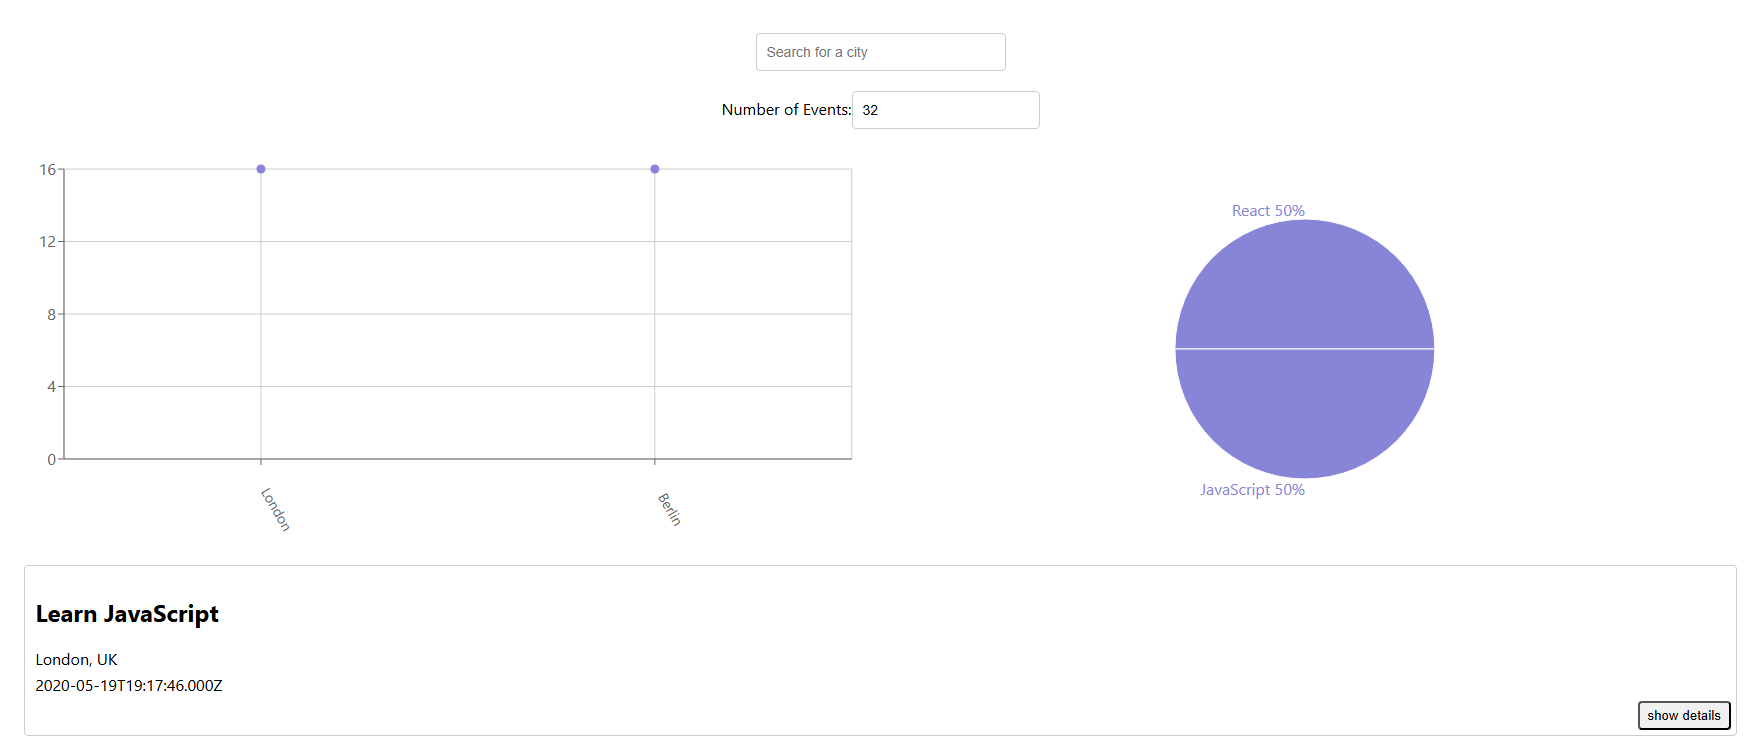 Search for a city
Number of Events: 32
16
12
8
4
0
London
Berlin
React 50%
JavaScript 50%
Learn JavaScript
London, UK
2020-05-19T19:17:46.000Z
show details